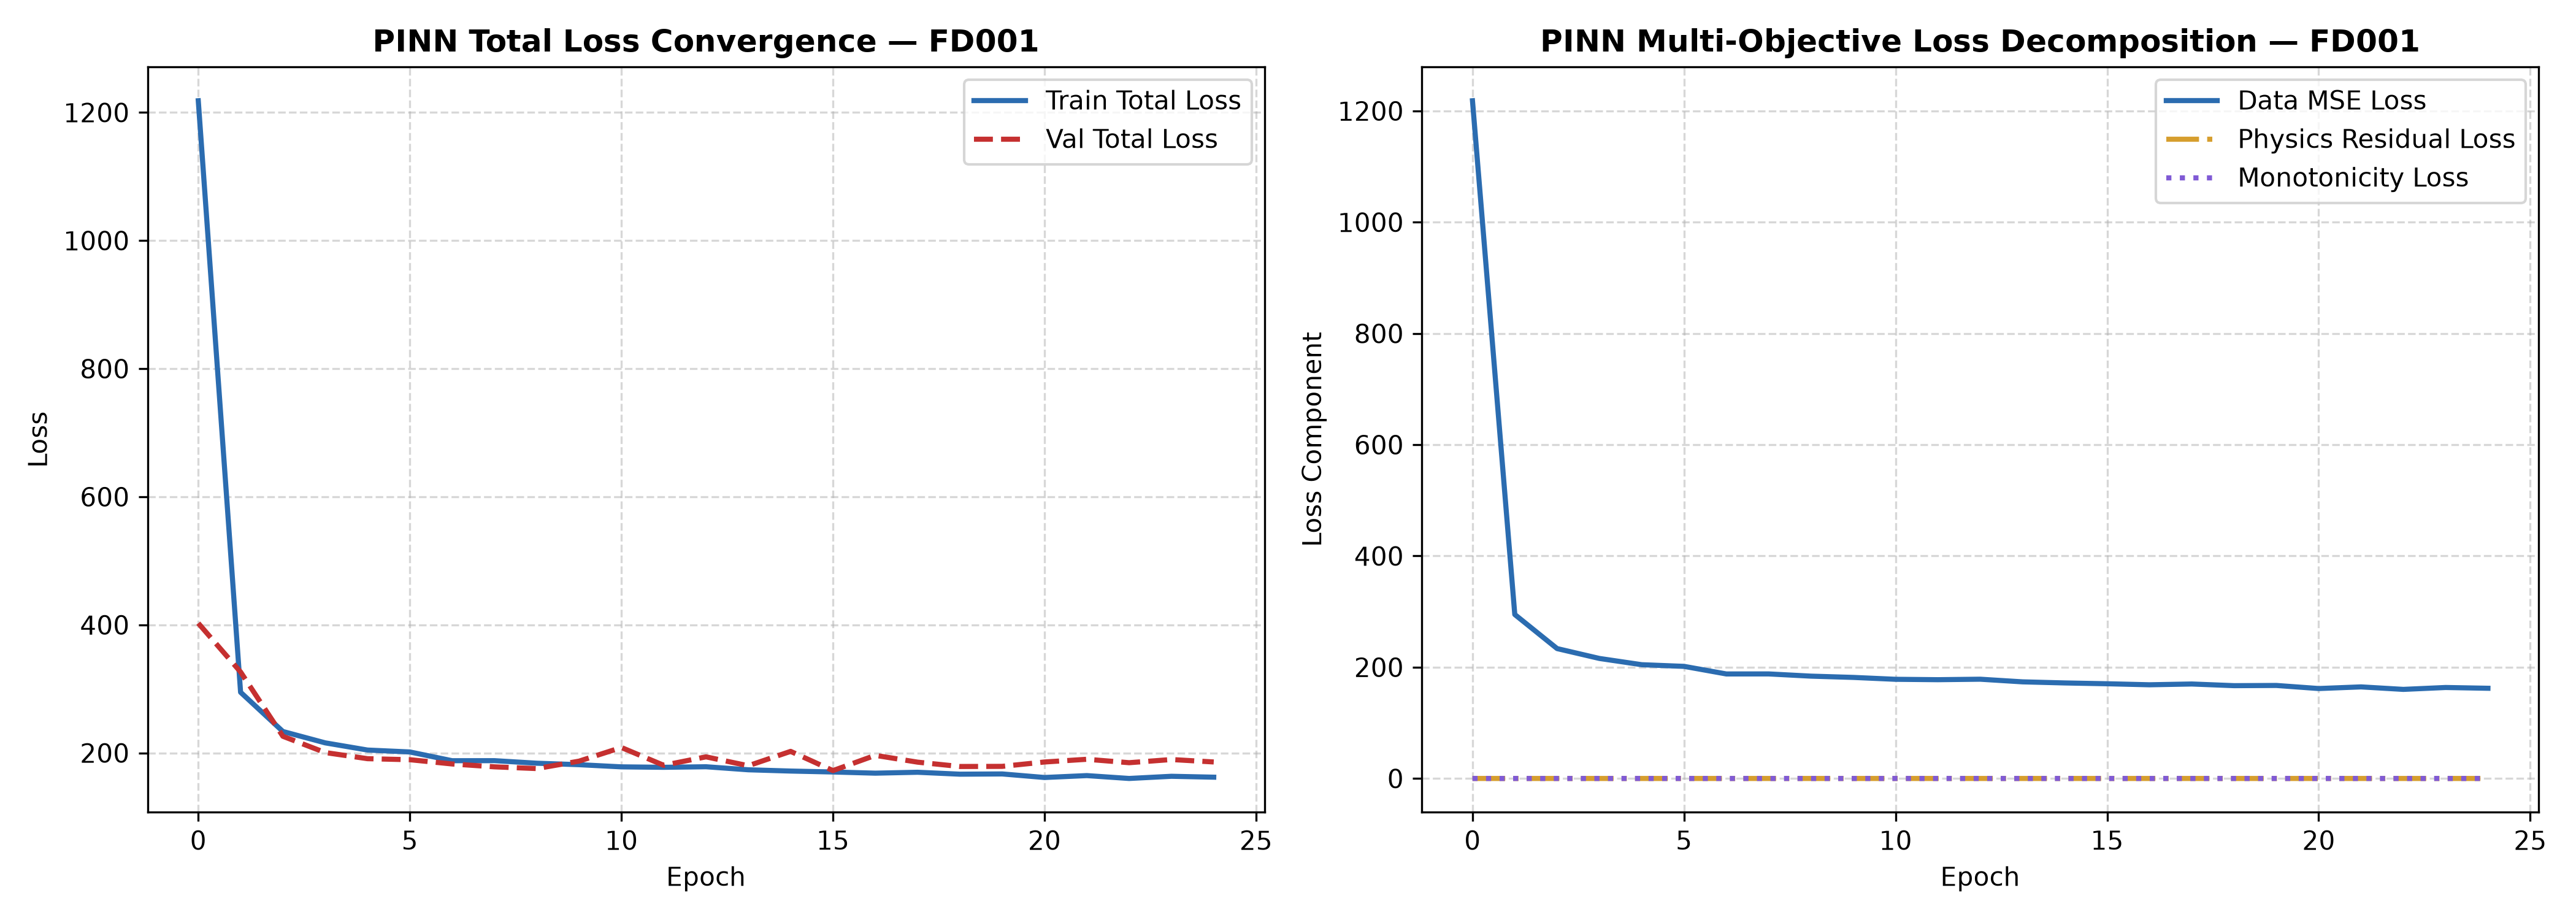 PINN Total Loss Convergence — FD001
Train Total Loss
Val Total Loss
1200
1000
800
600
400
200
Loss
0 5 10 15 20 25
Epoch
PINN Multi-Objective Loss Decomposition — FD001
Data MSE Loss
Physics Residual Loss
Monotonicity Loss
1200
1000
800
600
400
200
0
Loss Component
0 5 10 15 20 25
Epoch